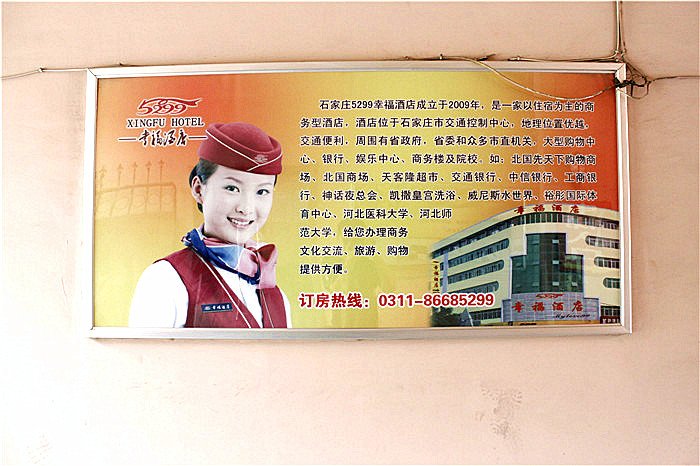 5299
XINGFU HOTEL
幸福酒店
石家庄5299幸福酒店成立于2009年，是一家以住宿为主的商
务型酒店，酒店位于石家庄市交通控制中心，地理位置优越，
交通便利，周围有省政府，省委和众多市直机关，大型购物中
心、银行、娱乐中心、商务楼及院校。如：北国先天下购物商
场、北国商场、天客隆超市、交通银行、中信银行、工商银
行、神话夜总会、凯撒皇宫洗浴、威尼斯水世界、裕彤国际体
育中心、河北医科大学、河北师
范大学，给您办理商务
文化交流、旅游、购物
提供方便。
订房热线：0311-86685299
幸福酒店
5299
幸福酒店
幸福酒店